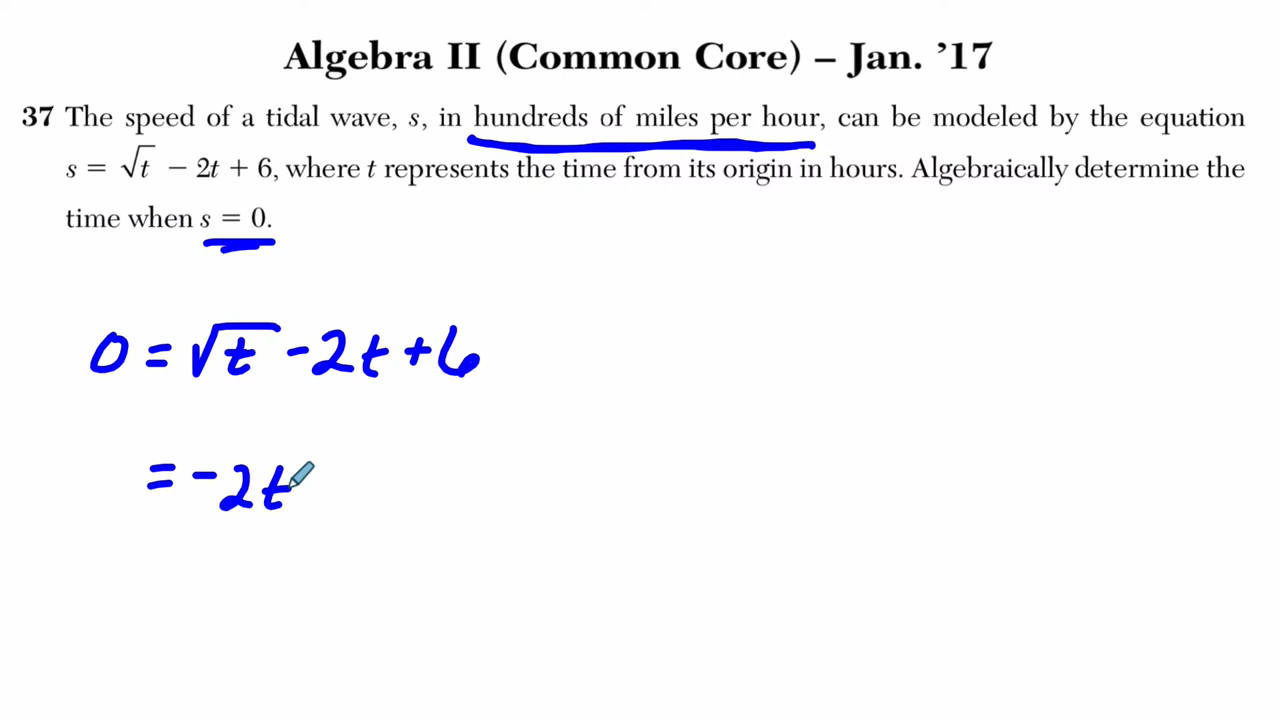 Algebra II (Common Core) – Jan. ’17
37 The speed of a tidal wave, s, in hundreds of miles per hour, can be modeled by the equation
s = √t − 2t + 6, where t represents the time from its origin in hours. Algebraically determine the
time when s = 0.
0 = √t - 2t + 6
= -2t